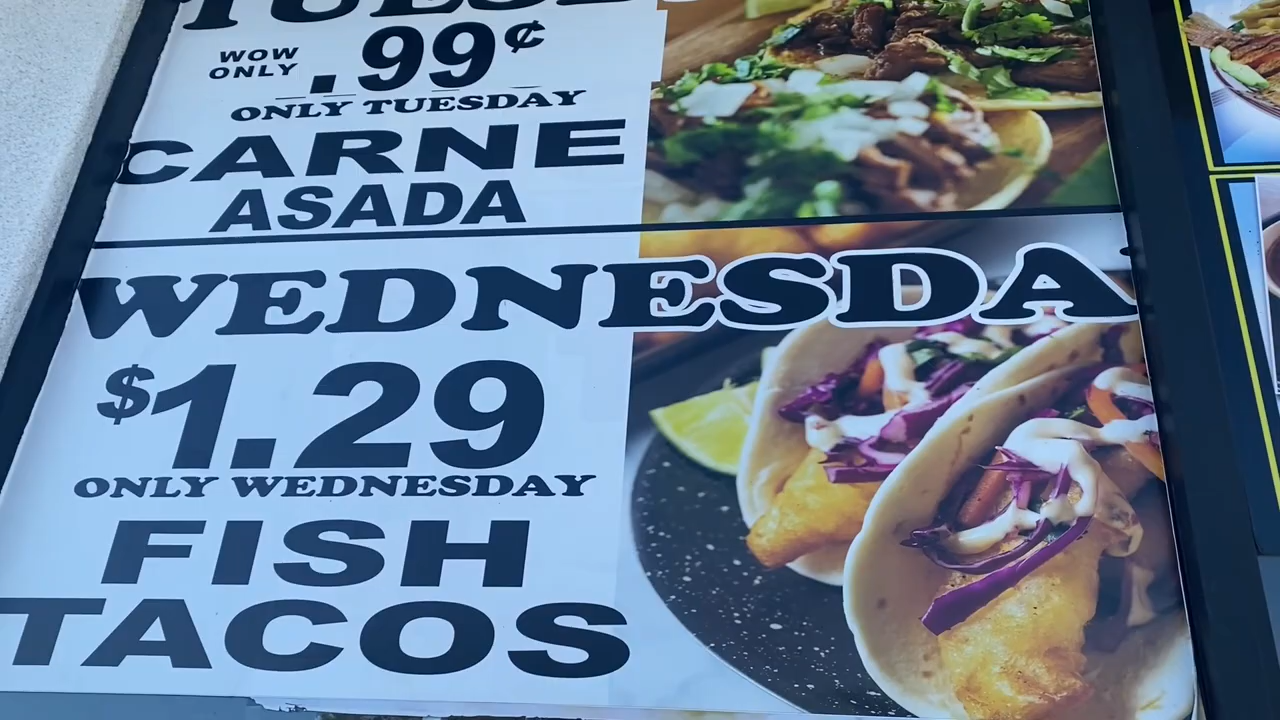 WOW
ONLY
.99¢
ONLY TUESDAY
CARNE
ASADA
WEDNESDA
$1.29
ONLY WEDNESDAY
FISH
TACOS